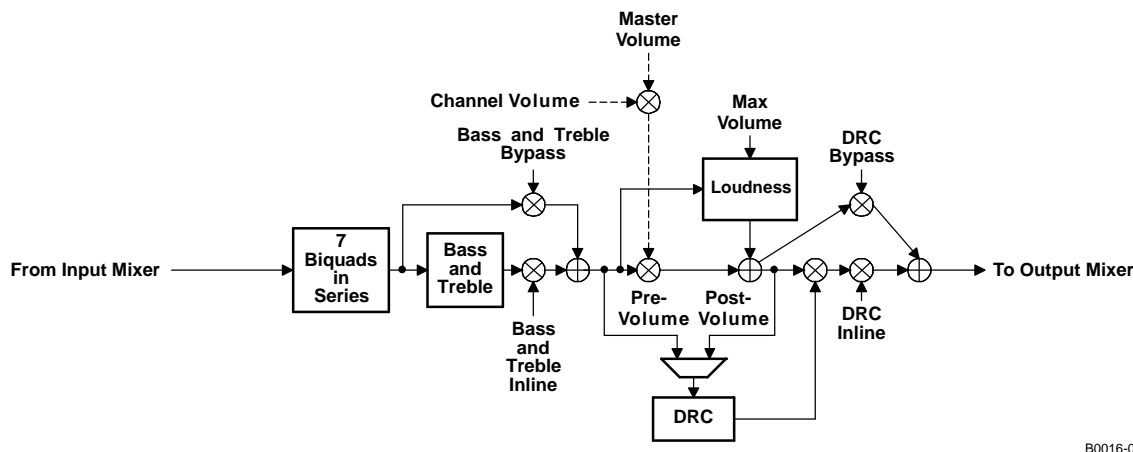 Master
Volume
Channel Volume
Max
Volume
Bass and Treble
Bypass
DRC
Bypass
Loudness
7
Biquads
in
Series
Bass
and
Treble
From Input Mixer
To Output Mixer
Pre-
Volume
Post-
Volume
Bass
and
Treble
Inline
DRC
Inline
DRC